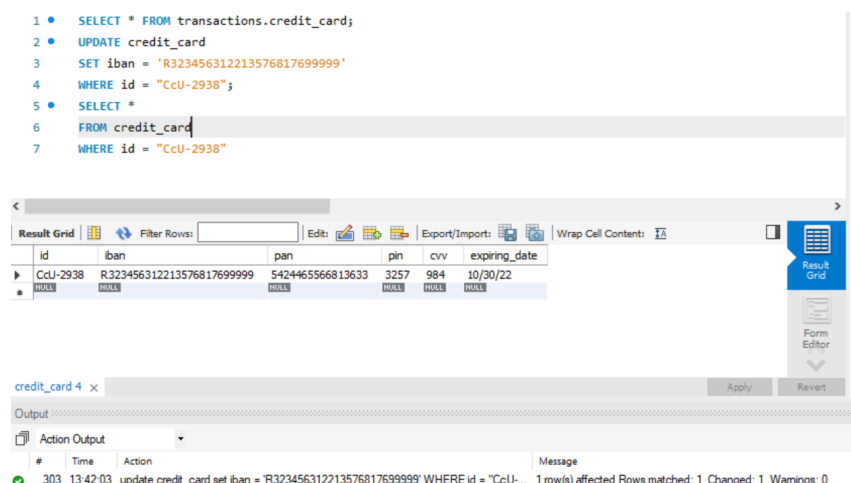 1 SELECT * FROM transactions.credit_card;
2 UPDATE credit_card
3 SET iban = 'R323456312213576817699999'
4 WHERE id = "CcU-2938";
5 SELECT *
6 FROM credit_card
7 WHERE id = "CcU-2938"
Result Grid Filter Rows: Edit: Export/Import: Wrap Cell Content: IA
id iban pan pin cvv expiring_date
CcU-2938 R323456312213576817699999 5424465566813633 3257 984 10/30/22
NULL NULL NULL NULL NULL NULL
Result
Grid
Form
Editor
credit_card 4 Apply Revert
Output
Action Output
# Time Action Message
303 13:42:03 update credit_card set iban = 'R323456312213576817699999' WHERE id = "CcU-... 1 row(s) affected Rows matched: 1 Changed: 1 Warnings: 0